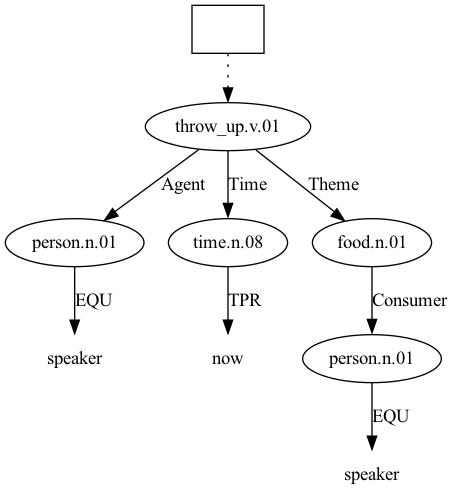 throw_up.v.01
Agent Time Theme
person.n.01 time.n.08 food.n.01
EQU TPR Consumer
speaker now person.n.01
EQU
speaker